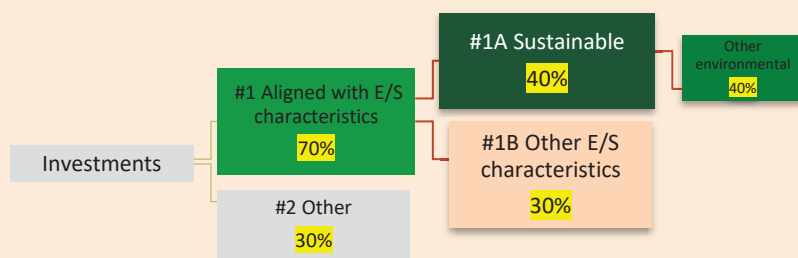 Investments
#1 Aligned with E/S
characteristics
70%
#2 Other
30%
#1A Sustainable
40%
#1B Other E/S
characteristics
30%
Other
environmental
40%